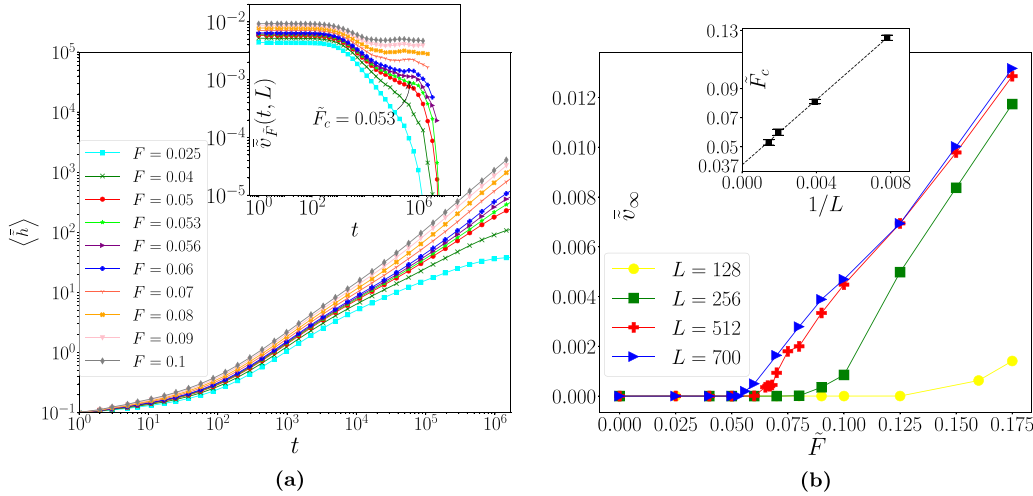 10^5
10^4
10^3
10^2
10^1
10^0
10^{-1}
⟨h̿⟩
10^0 10^1 10^2 10^3 10^4 10^5 10^6
t
F = 0.025
F = 0.04
F = 0.05
F = 0.053
F = 0.056
F = 0.06
F = 0.07
F = 0.08
F = 0.09
F = 0.1
10^{-2}
10^{-3}
10^{-4}
10^{-5}
v̿_F̃(t, L)
F̃_c = 0.053
10^0 10^2 10^4 10^6
t
(a)
0.012
0.010
0.008
0.006
0.004
0.002
0.000
v̿_∞
0.000 0.025 0.050 0.075 0.100 0.125 0.150 0.175
F̃
L = 128
L = 256
L = 512
L = 700
0.13
0.09
0.07
0.05
0.037
F̃_c
0.000 0.004 0.008
1/L
(b)